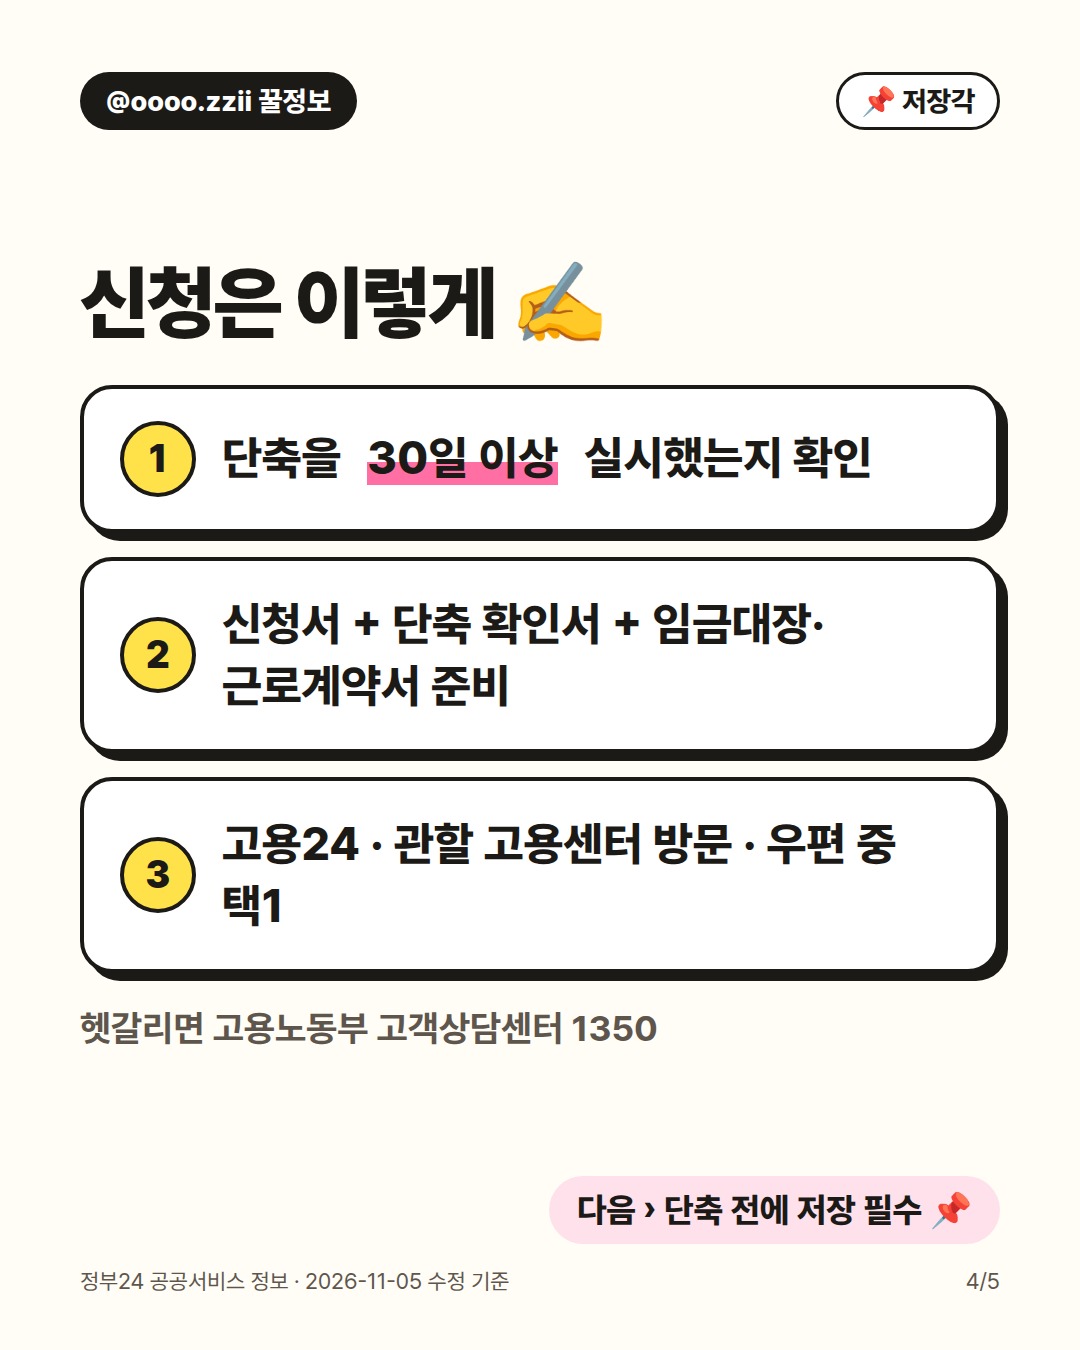 @oooo.zzii 꿀정보
📌 저장각
신청은 이렇게 ✍️
1 단축을 30일 이상 실시했는지 확인
2 신청서 + 단축 확인서 + 임금대장·
근로계약서 준비
3 고용24 · 관할 고용센터 방문 · 우편 중
택1
헷갈리면 고용노동부 고객상담센터 1350
다음 › 단축 전에 저장 필수 📌
정부24 공공서비스 정보 · 2026-11-05 수정 기준
4/5